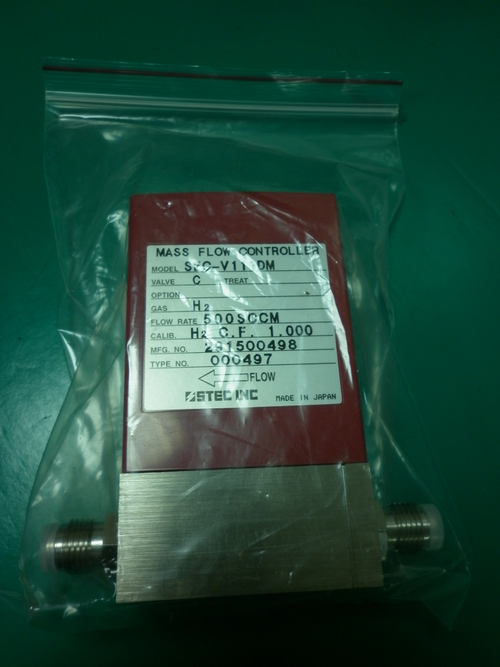 MASS FLOW CONTROLLER
MODEL
VALVE C TREAT.
OPTION
GAS H2
FLOW RATE 500SCCM
CALIB. H2 C.F. 1.000
MFG. NO. 291500498
TYPE NO. 000497
FLOW
STEC INC MADE IN JAPAN